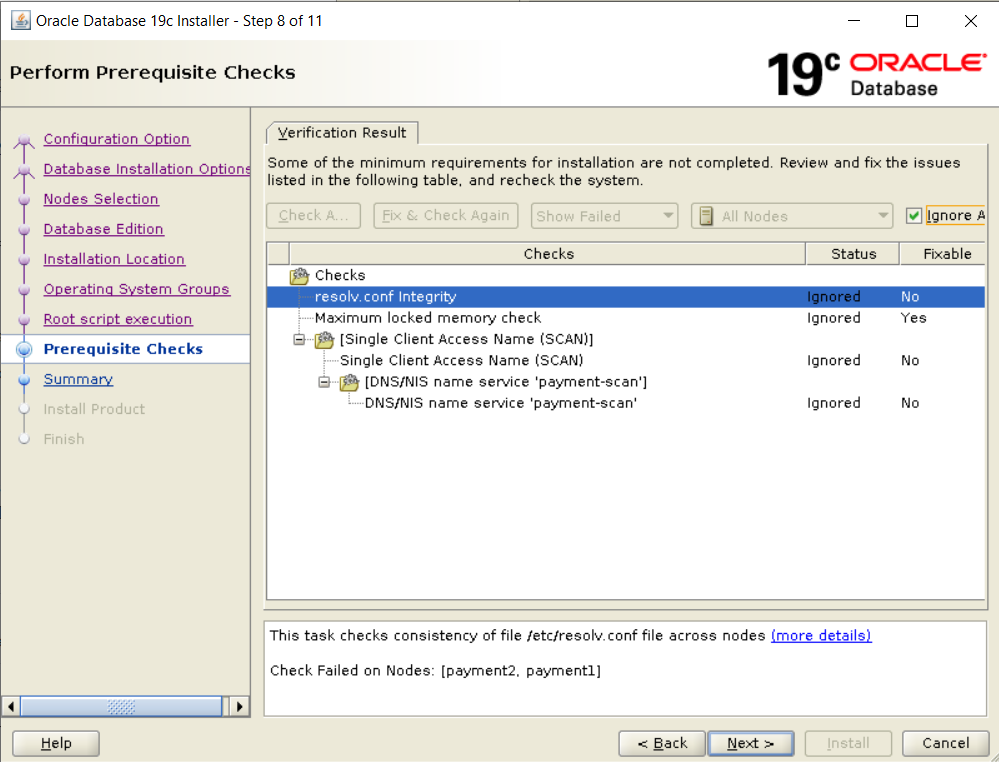 Oracle Database 19c Installer - Step 8 of 11
Perform Prerequisite Checks
19c ORACLE
Database
Configuration Option
Database Installation Options
Nodes Selection
Database Edition
Installation Location
Operating System Groups
Root script execution
Prerequisite Checks
Summary
Install Product
Finish
Verification Result
Some of the minimum requirements for installation are not completed. Review and fix the issues
listed in the following table, and recheck the system.
Check A... Fix & Check Again Show Failed All Nodes Ignore A
Checks Status Fixable
Checks
resolv.conf Integrity Ignored No
Maximum locked memory check Ignored Yes
[Single Client Access Name (SCAN)]
Single Client Access Name (SCAN) Ignored No
[DNS/NIS name service 'payment-scan']
DNS/NIS name service 'payment-scan' Ignored No
This task checks consistency of file /etc/resolv.conf file across nodes (more details)
Check Failed on Nodes: [payment2, payment1]
Help < Back Next > Install Cancel